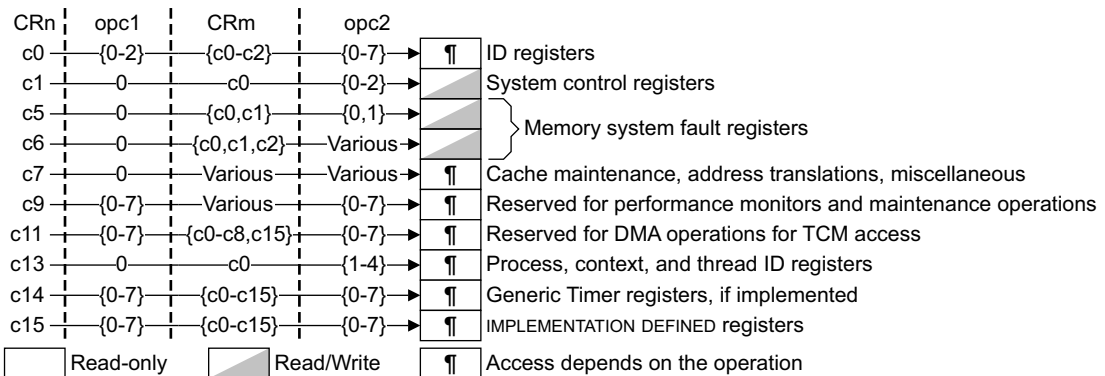 CRn opc1 CRm opc2
c0 {0-2} {c0-c2} {0-7} ¶ ID registers
c1 0 c0 {0-2} System control registers
c5 0 {c0,c1} {0,1}
Memory system fault registers
c6 0 {c0,c1,c2} Various
c7 0 Various Various ¶ Cache maintenance, address translations, miscellaneous
c9 {0-7} Various {0-7} ¶ Reserved for performance monitors and maintenance operations
c11 {0-7} {c0-c8,c15} {0-7} ¶ Reserved for DMA operations for TCM access
c13 0 c0 {1-4} ¶ Process, context, and thread ID registers
c14 {0-7} {c0-c15} {0-7} ¶ Generic Timer registers, if implemented
c15 {0-7} {c0-c15} {0-7} ¶ IMPLEMENTATION DEFINED registers
Read-only Read/Write ¶ Access depends on the operation